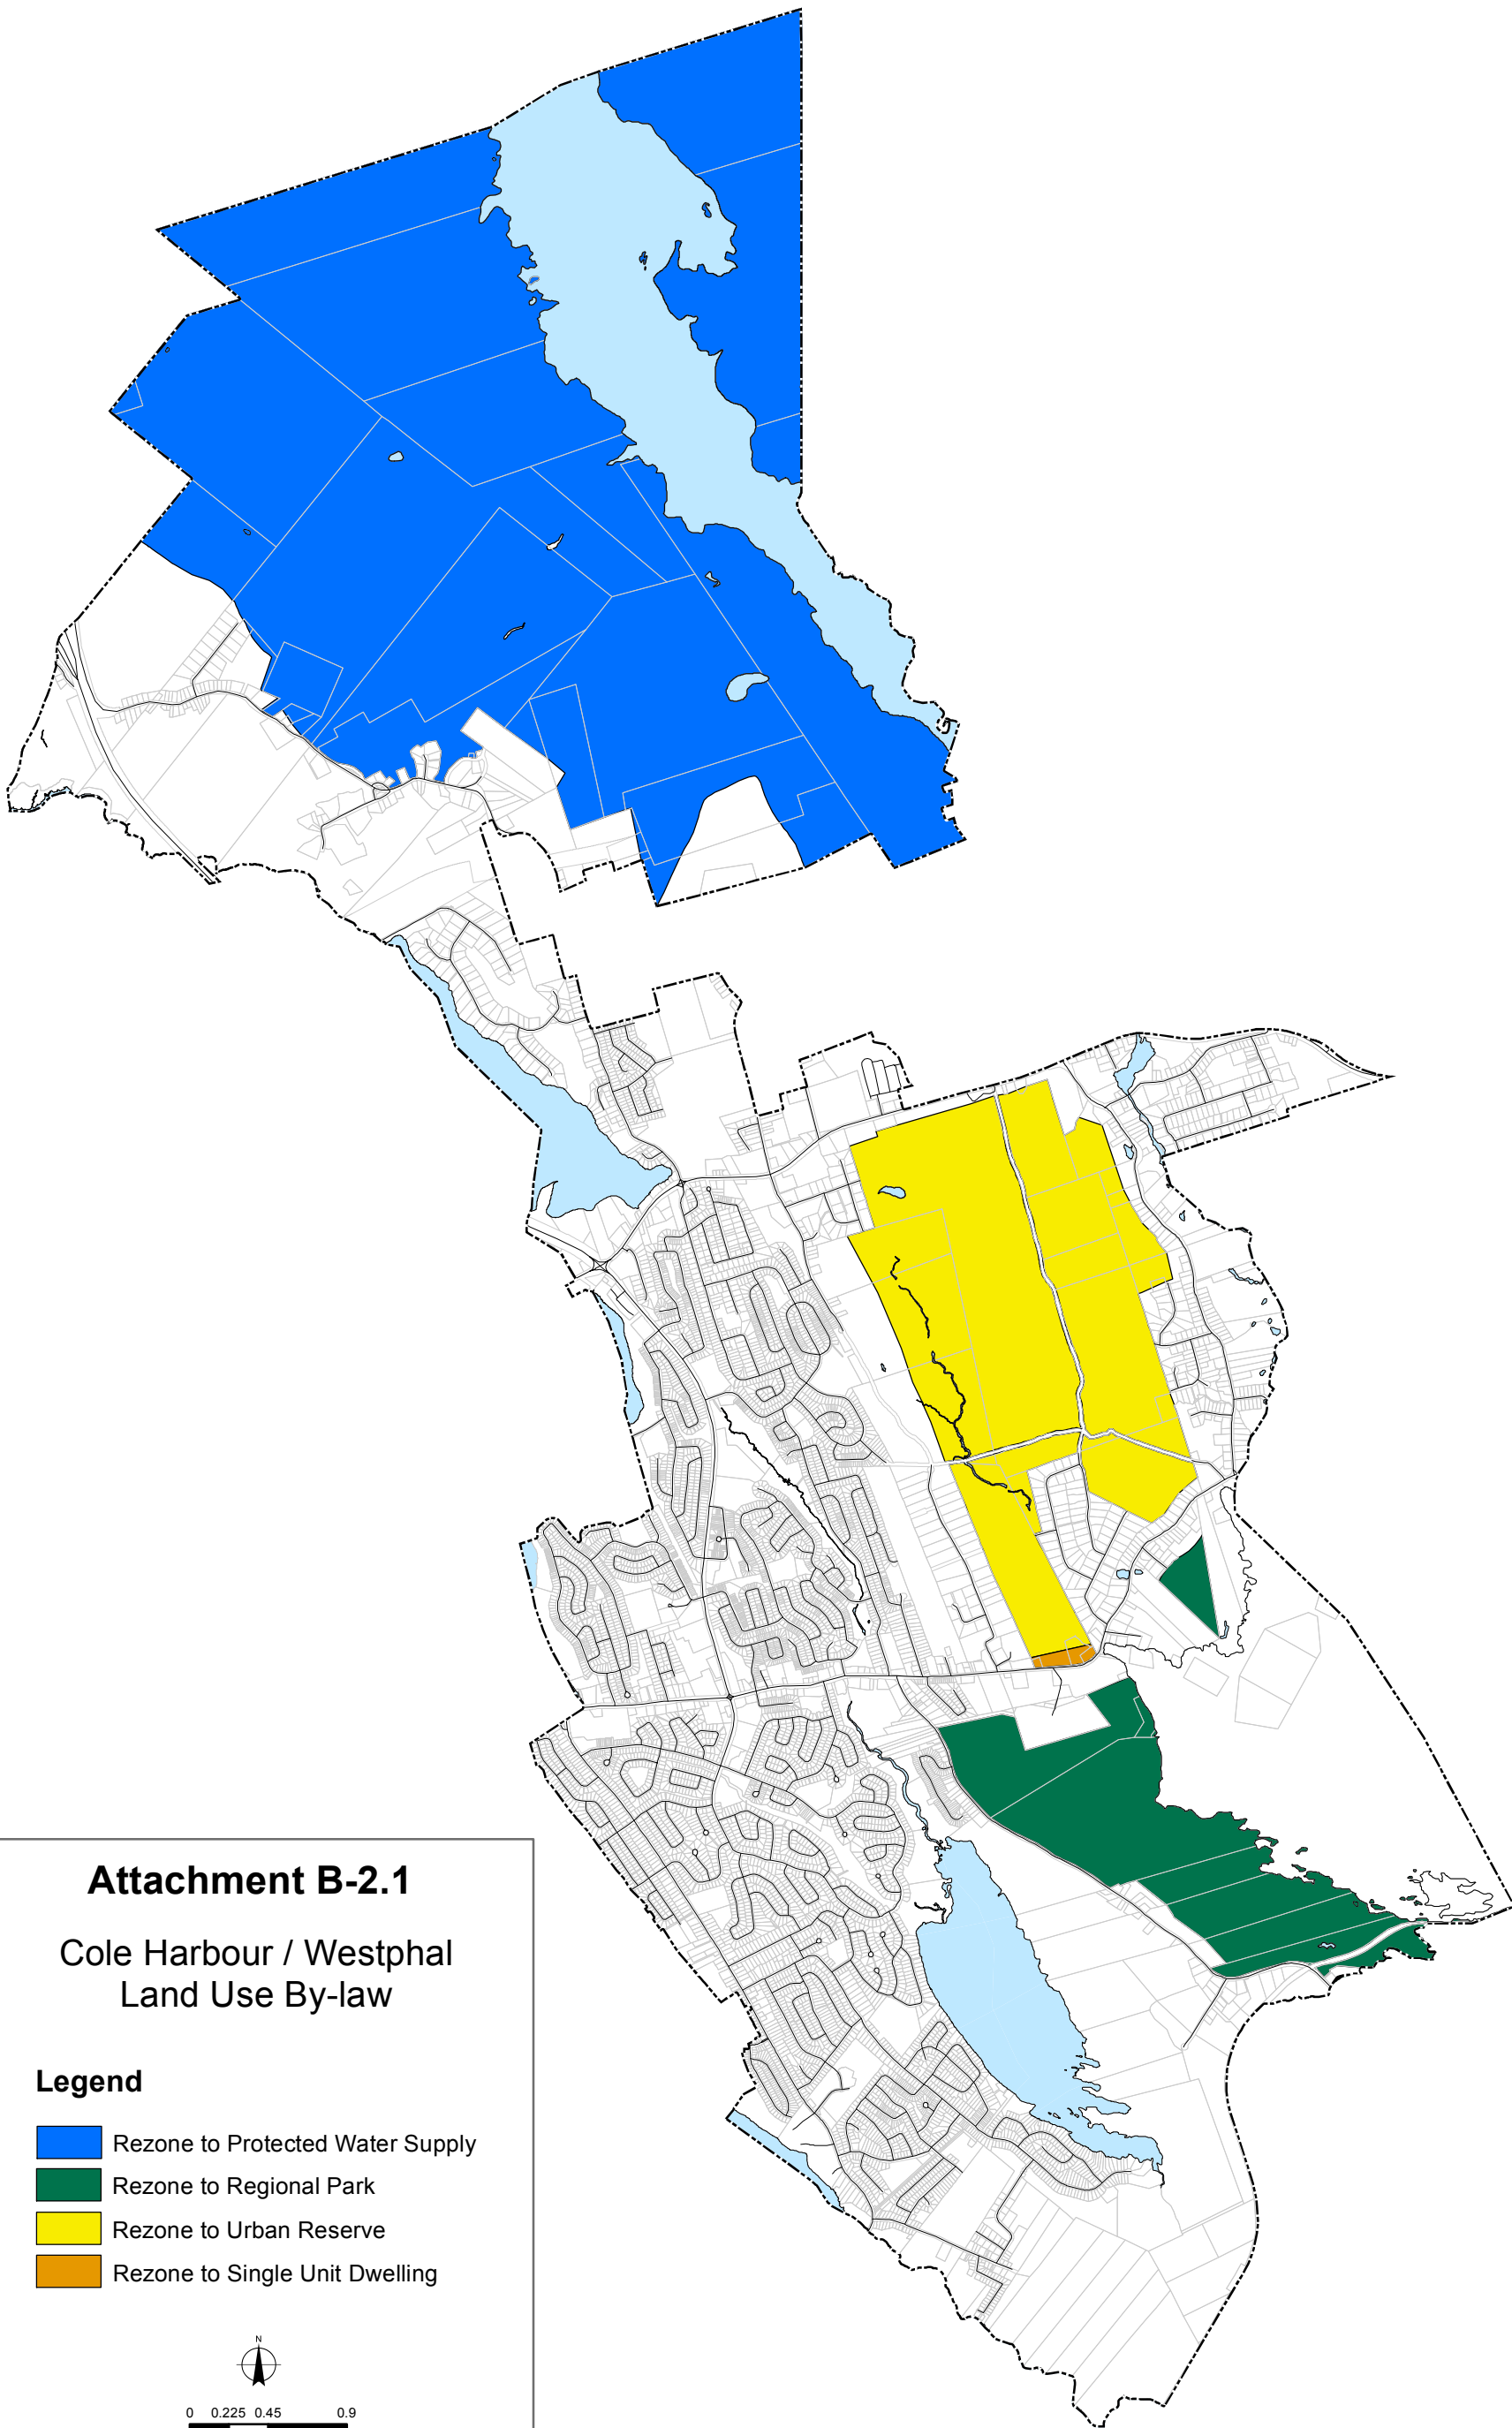 Attachment B-2.1
Cole Harbour / Westphal
Land Use By-law
Legend
Rezone to Protected Water Supply
Rezone to Regional Park
Rezone to Urban Reserve
Rezone to Single Unit Dwelling
N
0 0.225 0.45 0.9